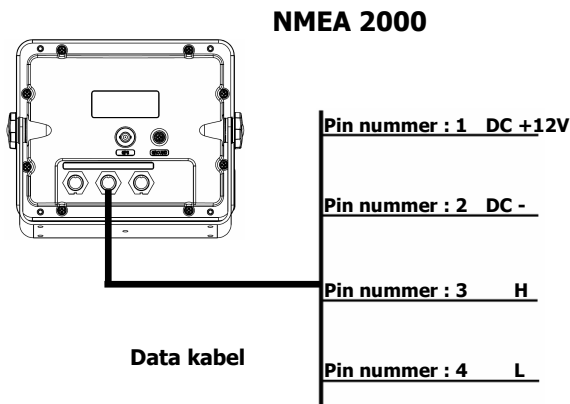 NMEA 2000
GPS
Pin nummer : 1 DC +12V
Pin nummer : 2 DC -
Pin nummer : 3 H
Data kabel
Pin nummer : 4 L